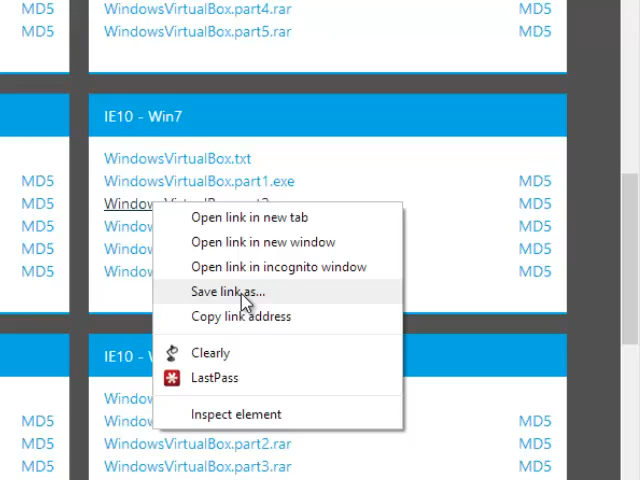 MD5 WindowsVirtualBox.part4.rar MD5
MD5 WindowsVirtualBox.part5.rar MD5
IE10 - Win7
WindowsVirtualBox.txt
MD5 WindowsVirtualBox.part1.exe MD5
MD5 MD5
MD5 MD5
MD5 MD5
MD5 MD5
Open link in new tab
Open link in new window
Open link in incognito window
Save link as...
Copy link address
Clearly
LastPass
Inspect element
IE10 -
MD5 MD5
MD5 WindowsVirtualBox.part2.rar MD5
MD5 WindowsVirtualBox.part3.rar MD5